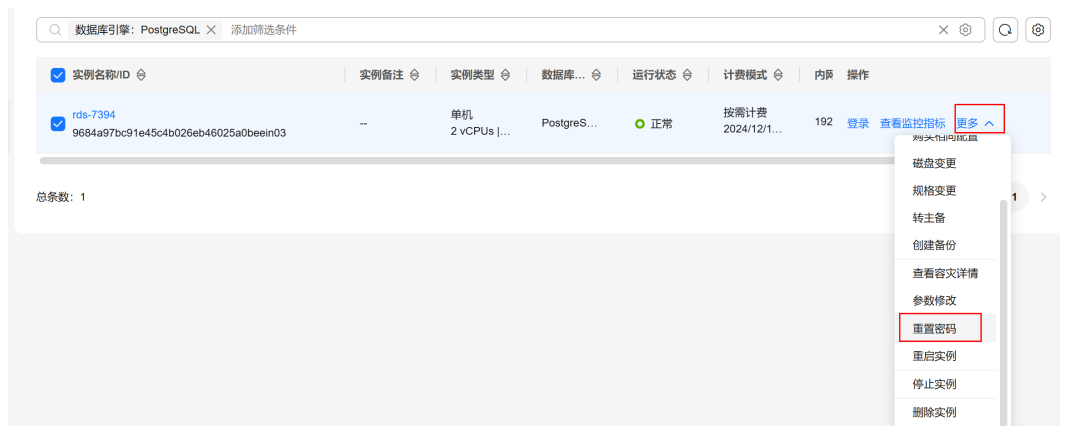 数据库引擎：PostgreSQL 添加筛选条件
实例名称/ID 实例备注 实例类型 数据库... 运行状态 计费模式 内网 操作
rds-7394
9684a97bc91e45c4b026eb46025a0beein03
--
单机
2 vCPUs |...
PostgreS...
正常
按需计费
2024/12/1...
192
登录 查看监控指标 更多
购买相同配置
磁盘变更
规格变更
转主备
创建备份
查看容灾详情
参数修改
重置密码
重启实例
停止实例
删除实例
总条数：1
1